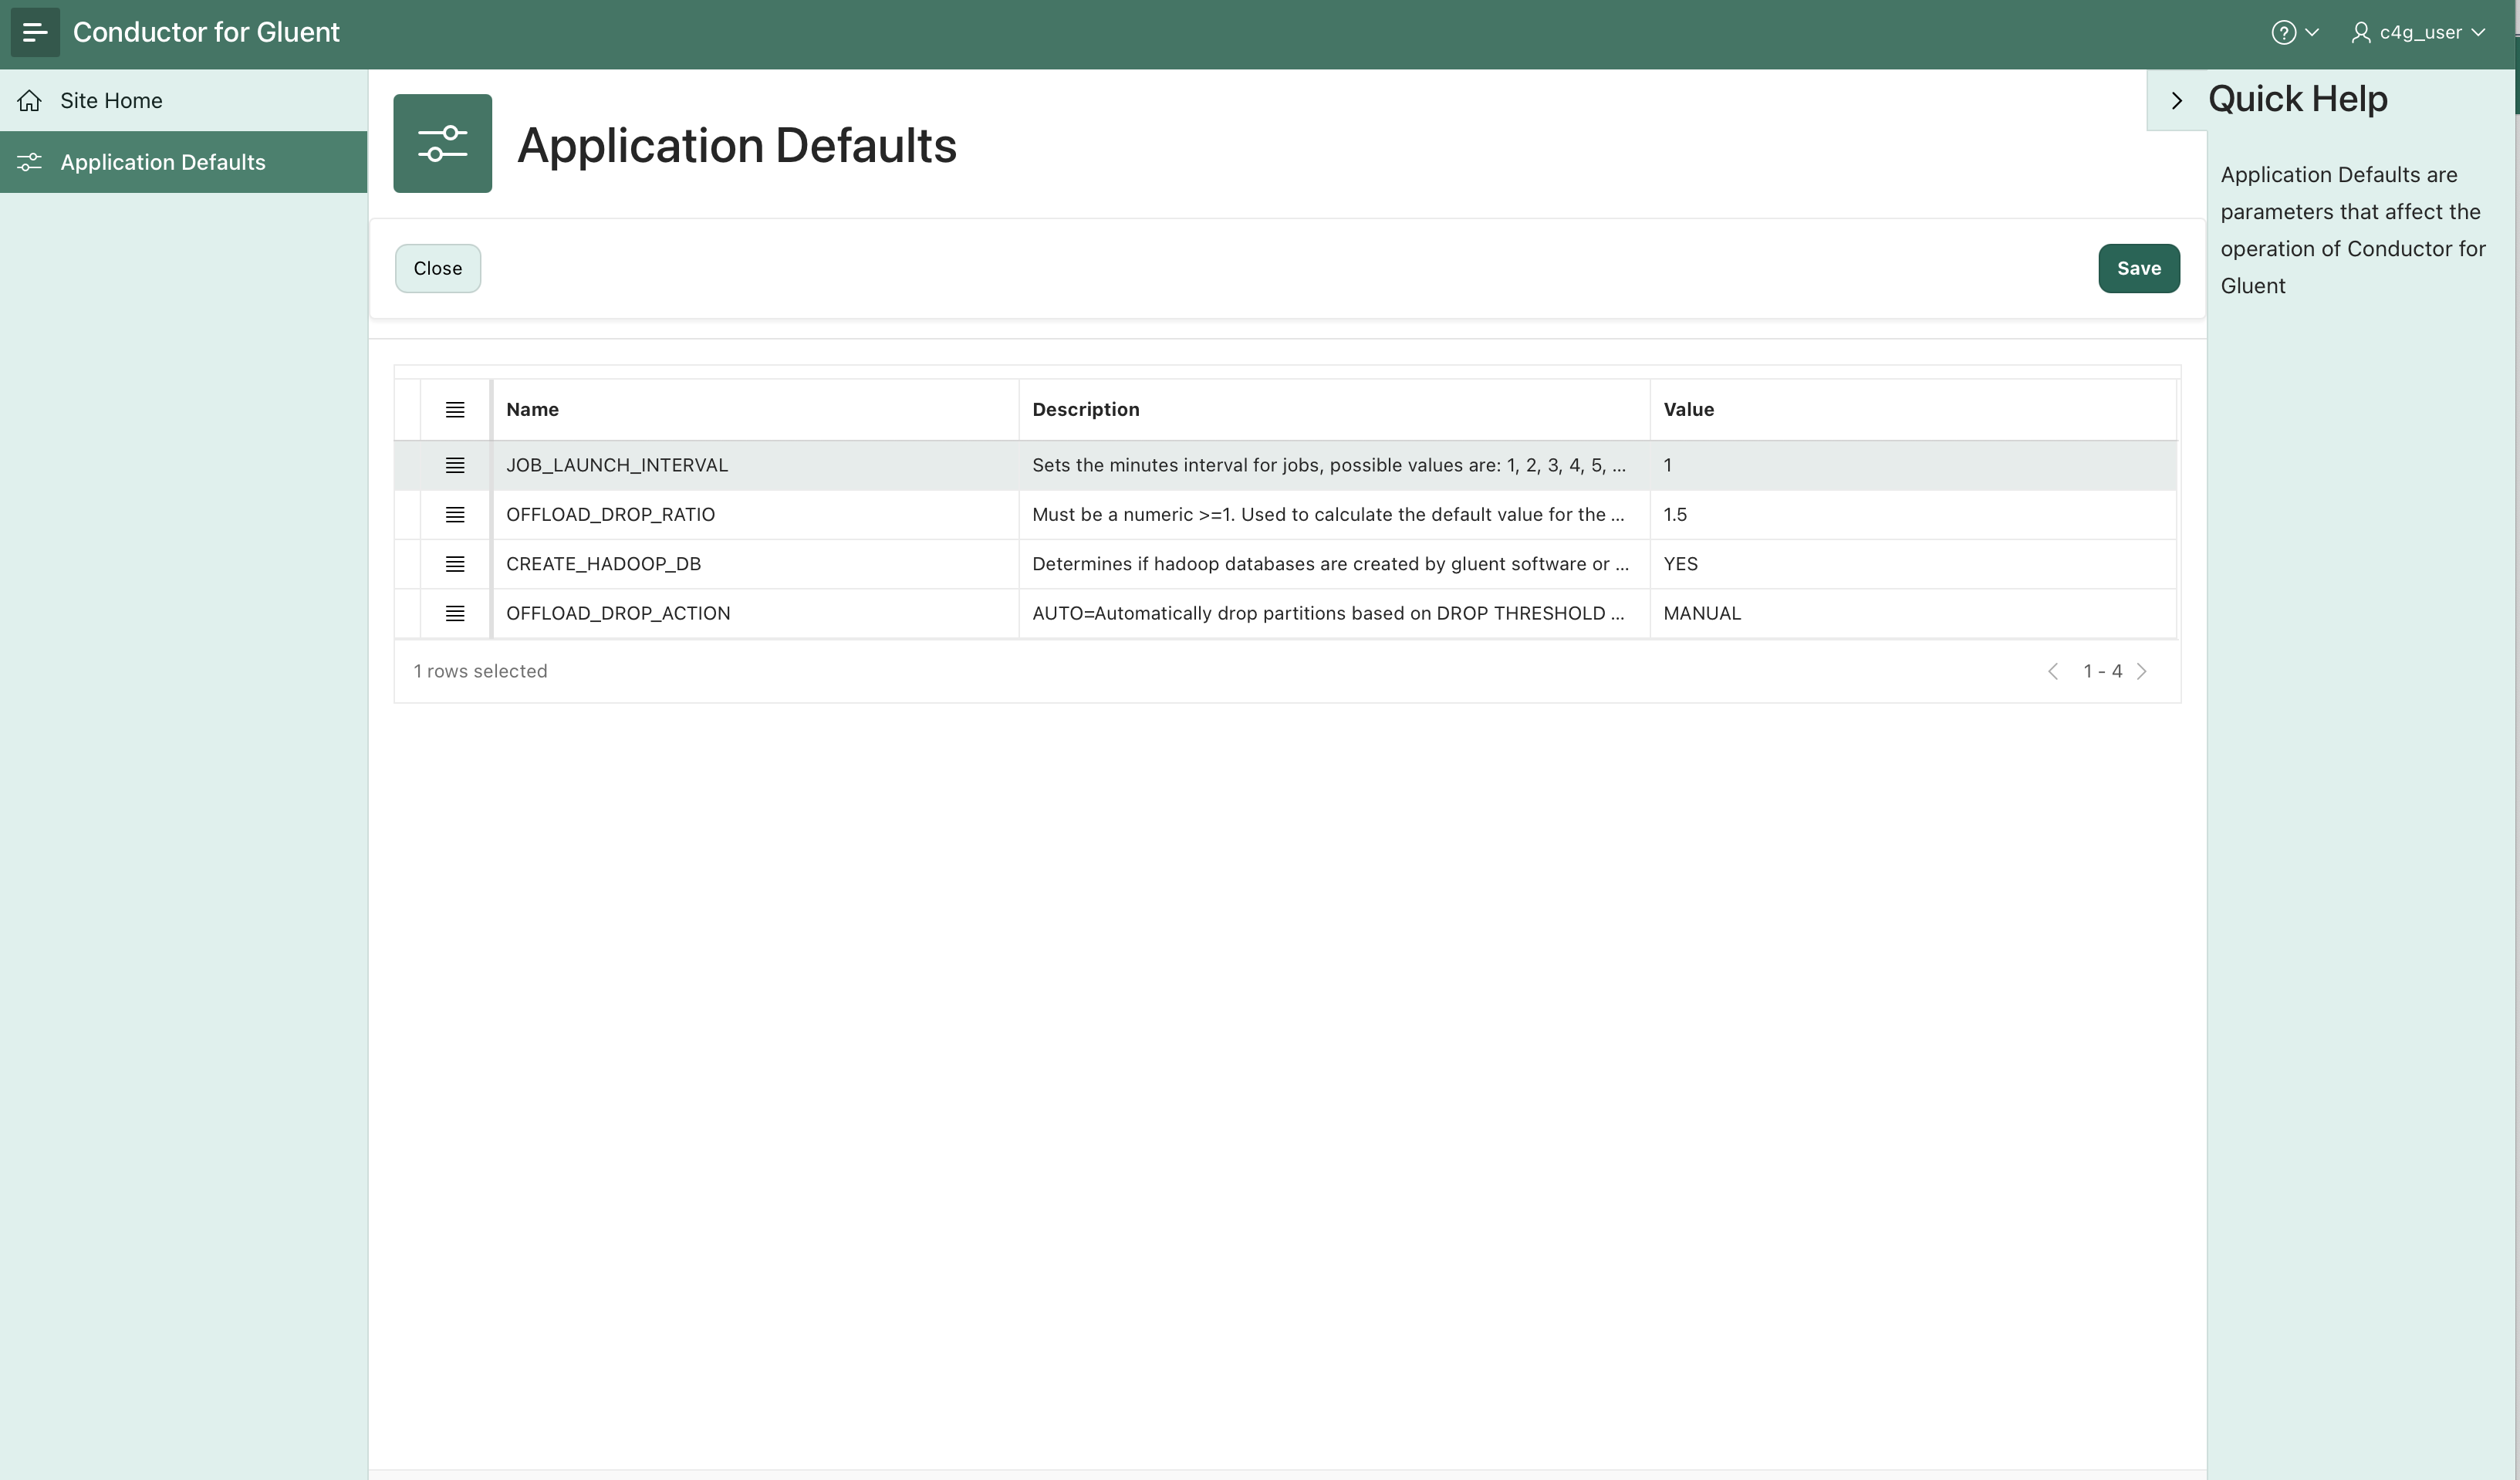 Conductor for Gluent
c4g_user
Site Home
Application Defaults
Application Defaults
Close
Save
Name Description Value
JOB_LAUNCH_INTERVAL Sets the minutes interval for jobs, possible values are: 1, 2, 3, 4, 5, ... 1
OFFLOAD_DROP_RATIO Must be a numeric >=1. Used to calculate the default value for the ... 1.5
CREATE_HADOOP_DB Determines if hadoop databases are created by gluent software or ... YES
OFFLOAD_DROP_ACTION AUTO=Automatically drop partitions based on DROP THRESHOLD ... MANUAL
1 rows selected
1 - 4
Quick Help
Application Defaults are
parameters that affect the
operation of Conductor for
Gluent